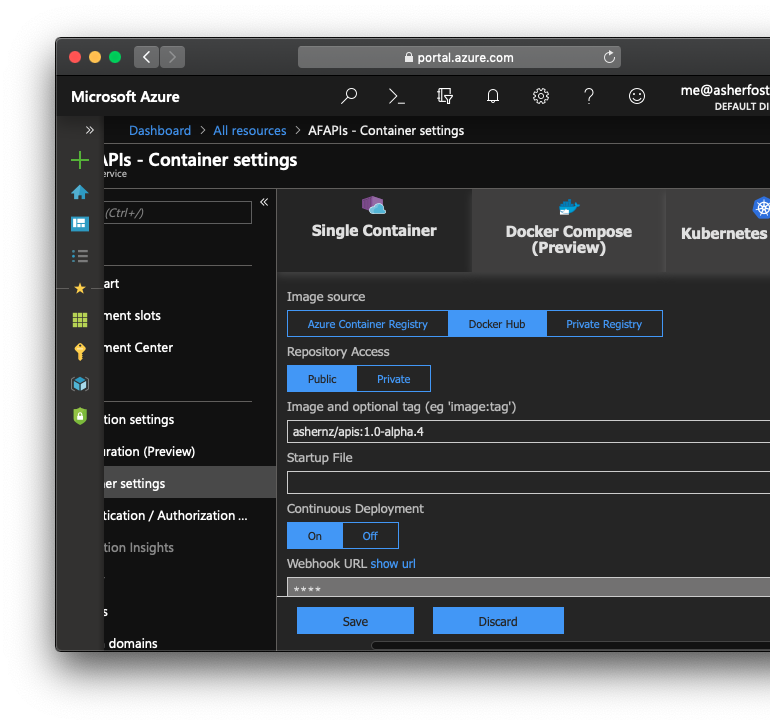 portal.azure.com
Microsoft Azure
me@asherfost
DEFAULT DI
Dashboard > All resources > AFAPIs - Container settings
APIs - Container settings
ervice
(Ctrl+/)
art
ment slots
ment Center
tion settings
uration (Preview)
er settings
tication / Authorization ...
tion Insights
s
domains
Single Container
Docker Compose
(Preview)
Kubernetes
Image source
Azure Container Registry
Docker Hub
Private Registry
Repository Access
Public
Private
Image and optional tag (eg 'image:tag')
ashernz/apis:1.0-alpha.4
Startup File
Continuous Deployment
On
Off
Webhook URL show url
****
Save
Discard